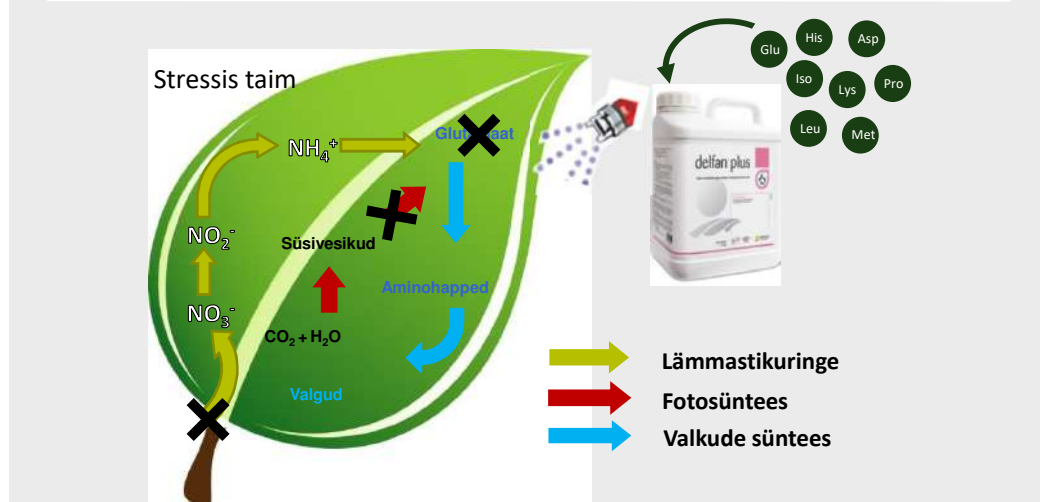 Stressis taim
Glu
His
Asp
Iso
Lys
Pro
Leu
Met
delfan plus
NH₄⁺
NO₂⁻
NO₃⁻
Süsivesikud
CO₂ + H₂O
Aminohapped
Valgud
Lämmastikuringe
Fotosüntees
Valkude süntees